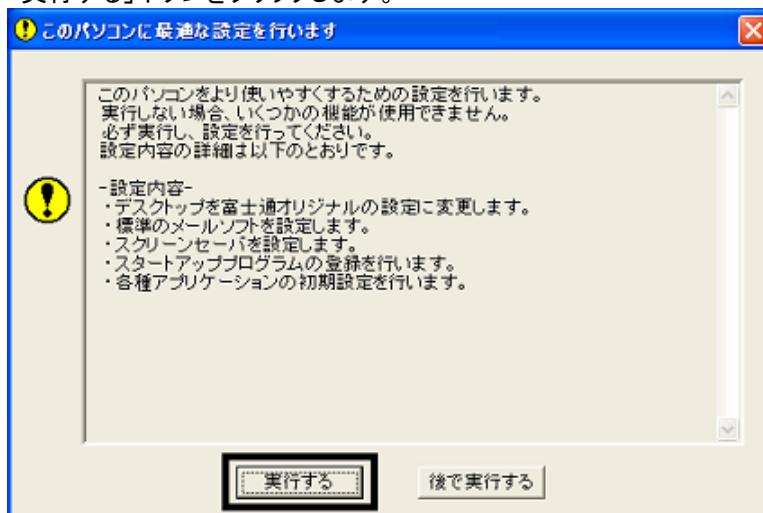 実行する」ボタンをクリックします。
このパソコンに最適な設定を行います
このパソコンをより使いやすくするための設定を行います。
実行しない場合、いくつかの機能が使用できません。
必ず実行し、設定を行ってください。
設定内容の詳細は以下のとおりです。
-設定内容-
・デスクトップを富士通オリジナルの設定に変更します。
・標準のメールソフトを設定します。
・スクリーンセーバを設定します。
・スタートアッププログラムの登録を行います。
・各種アプリケーションの初期設定を行います。
実行する
後で実行する